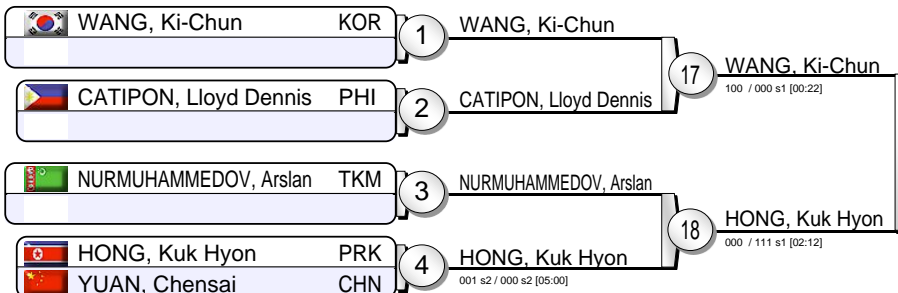 WANG, Ki-Chun KOR
1
WANG, Ki-Chun
CATIPON, Lloyd Dennis PHI
2
CATIPON, Lloyd Dennis
17
WANG, Ki-Chun
100 / 000 s1 [00:22]
NURMUHAMMEDOV, Arslan TKM
3
NURMUHAMMEDOV, Arslan
HONG, Kuk Hyon PRK
YUAN, Chensai CHN
4
HONG, Kuk Hyon
001 s2 / 000 s2 [05:00]
18
HONG, Kuk Hyon
000 / 111 s1 [02:12]